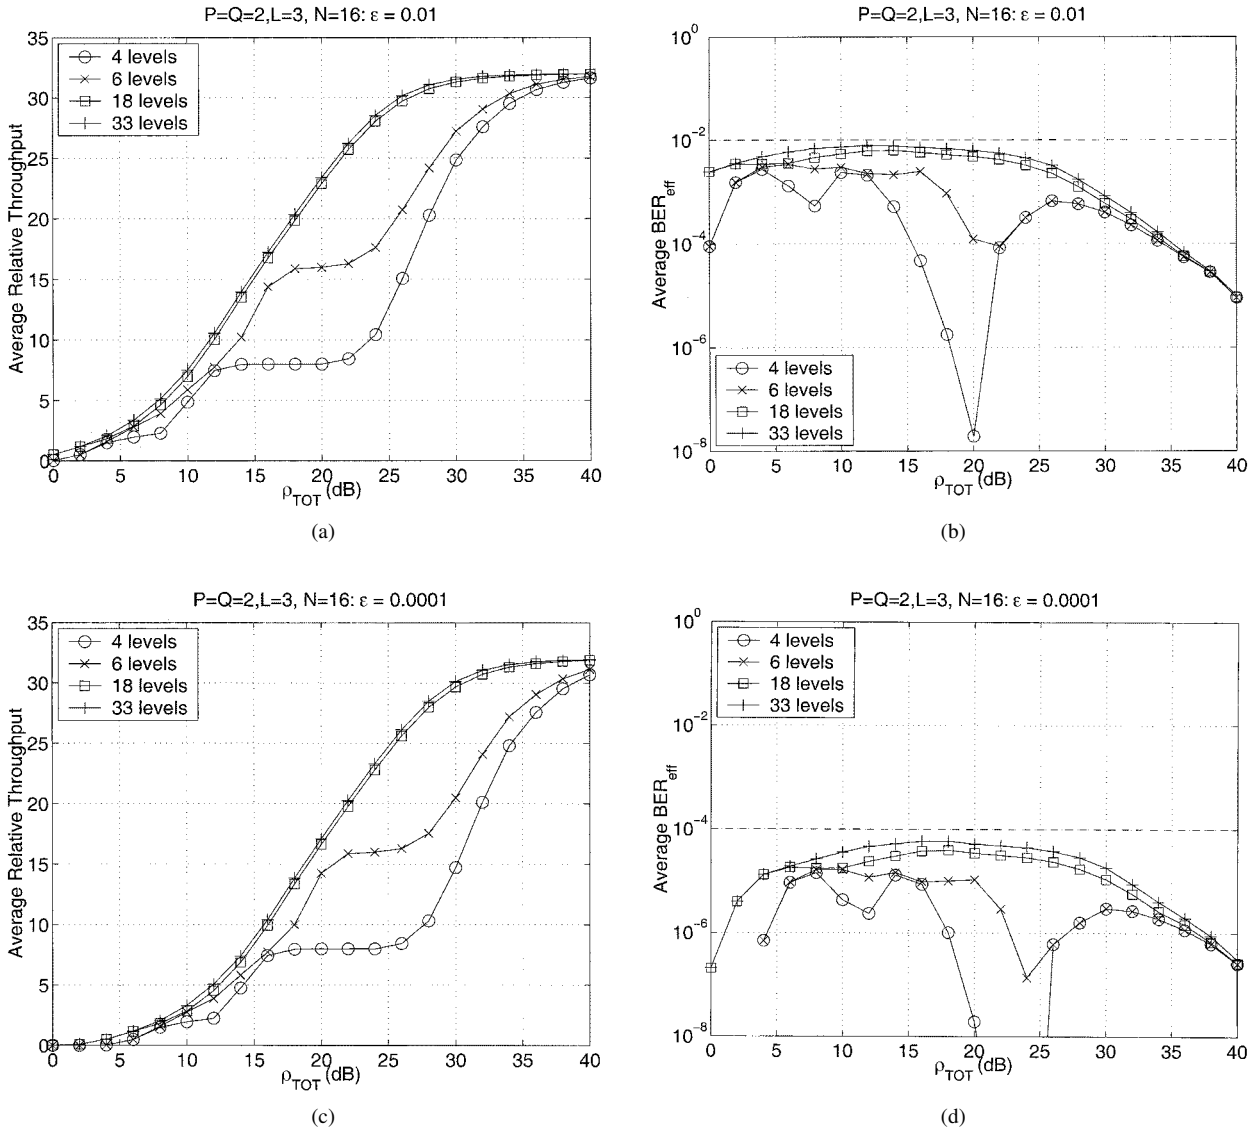 P=Q=2,L=3, N=16: ε = 0.01
35
30
25
20
15
10
5
0
Average Relative Throughput
4 levels
6 levels
18 levels
33 levels
0 5 10 15 20 25 30 35 40
ρTOT (dB)
(a)
P=Q=2,L=3, N=16: ε = 0.01
10^0
10^-2
10^-4
10^-6
10^-8
Average BEReff
4 levels
6 levels
18 levels
33 levels
0 5 10 15 20 25 30 35 40
ρTOT (dB)
(b)
P=Q=2,L=3, N=16: ε = 0.0001
35
30
25
20
15
10
5
0
Average Relative Throughput
4 levels
6 levels
18 levels
33 levels
0 5 10 15 20 25 30 35 40
ρTOT (dB)
(c)
P=Q=2,L=3, N=16: ε = 0.0001
10^0
10^-2
10^-4
10^-6
10^-8
Average BEReff
4 levels
6 levels
18 levels
33 levels
0 5 10 15 20 25 30 35 40
ρTOT (dB)
(d)